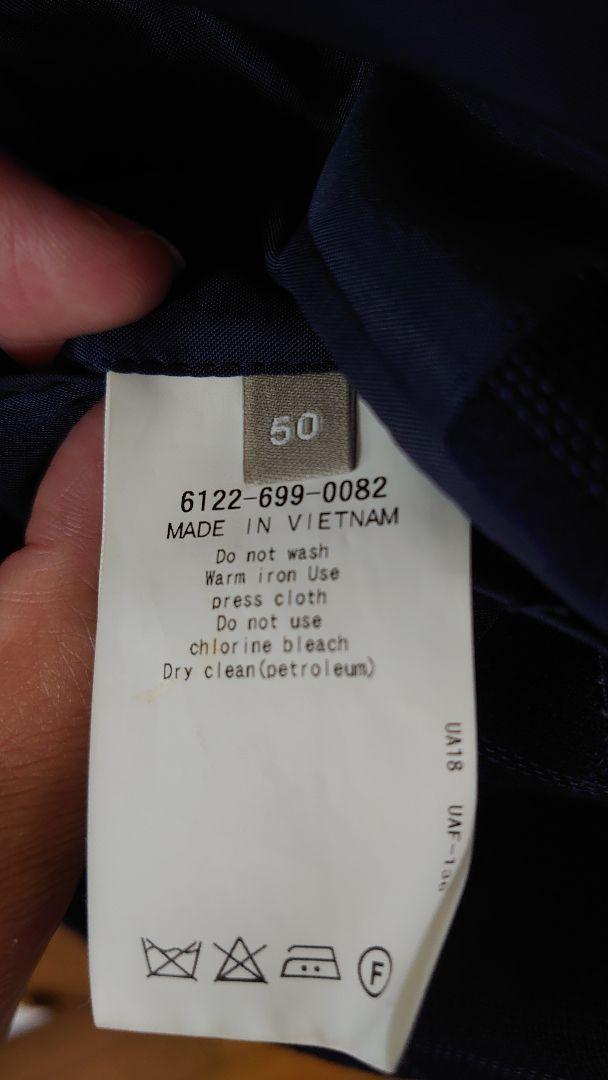 50
6122-699-0082
MADE IN VIETNAM
Do not wash
Warm iron Use
press cloth
Do not use
chlorine bleach
Dry clean(petroleum)
UA18
F